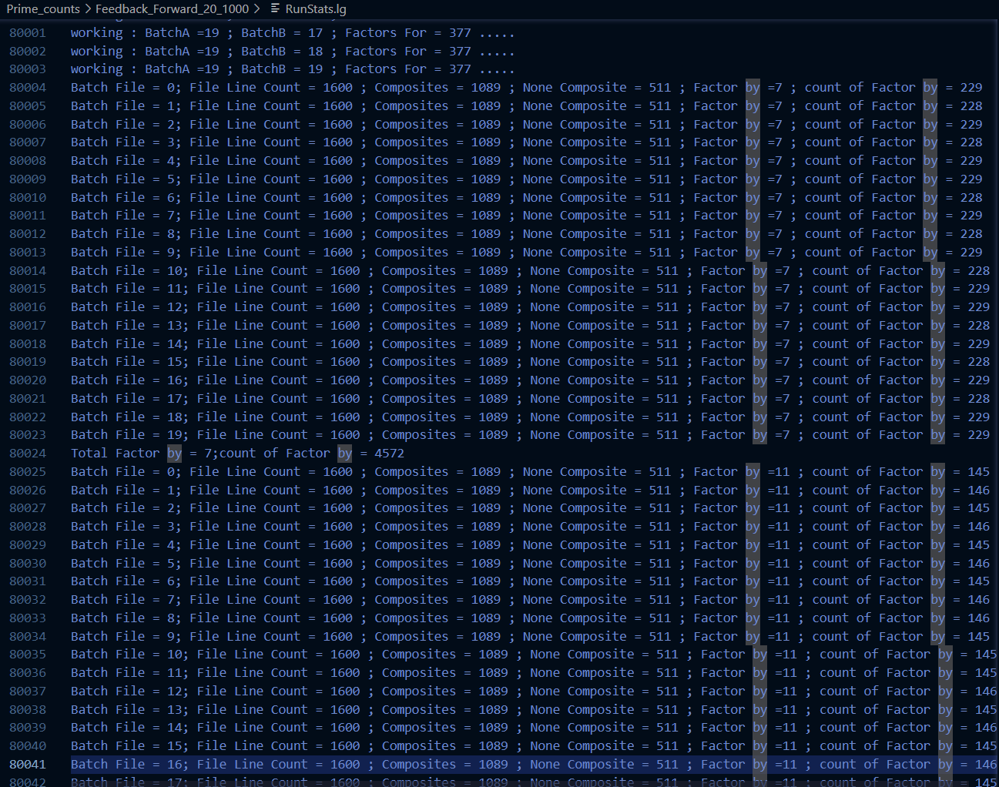 Prime_counts > Feedback_Forward_20_1000 > RunStats.lg
80001 working : BatchA =19 ; BatchB = 17 ; Factors For = 377 .....
80002 working : BatchA =19 ; BatchB = 18 ; Factors For = 377 .....
80003 working : BatchA =19 ; BatchB = 19 ; Factors For = 377 .....
80004 Batch File = 0; File Line Count = 1600 ; Composites = 1089 ; None Composite = 511 ; Factor by =7 ; count of Factor by = 229
80005 Batch File = 1; File Line Count = 1600 ; Composites = 1089 ; None Composite = 511 ; Factor by =7 ; count of Factor by = 228
80006 Batch File = 2; File Line Count = 1600 ; Composites = 1089 ; None Composite = 511 ; Factor by =7 ; count of Factor by = 229
80007 Batch File = 3; File Line Count = 1600 ; Composites = 1089 ; None Composite = 511 ; Factor by =7 ; count of Factor by = 228
80008 Batch File = 4; File Line Count = 1600 ; Composites = 1089 ; None Composite = 511 ; Factor by =7 ; count of Factor by = 229
80009 Batch File = 5; File Line Count = 1600 ; Composites = 1089 ; None Composite = 511 ; Factor by =7 ; count of Factor by = 229
80010 Batch File = 6; File Line Count = 1600 ; Composites = 1089 ; None Composite = 511 ; Factor by =7 ; count of Factor by = 228
80011 Batch File = 7; File Line Count = 1600 ; Composites = 1089 ; None Composite = 511 ; Factor by =7 ; count of Factor by = 229
80012 Batch File = 8; File Line Count = 1600 ; Composites = 1089 ; None Composite = 511 ; Factor by =7 ; count of Factor by = 228
80013 Batch File = 9; File Line Count = 1600 ; Composites = 1089 ; None Composite = 511 ; Factor by =7 ; count of Factor by = 229
80014 Batch File = 10; File Line Count = 1600 ; Composites = 1089 ; None Composite = 511 ; Factor by =7 ; count of Factor by = 228
80015 Batch File = 11; File Line Count = 1600 ; Composites = 1089 ; None Composite = 511 ; Factor by =7 ; count of Factor by = 229
80016 Batch File = 12; File Line Count = 1600 ; Composites = 1089 ; None Composite = 511 ; Factor by =7 ; count of Factor by = 229
80017 Batch File = 13; File Line Count = 1600 ; Composites = 1089 ; None Composite = 511 ; Factor by =7 ; count of Factor by = 228
80018 Batch File = 14; File Line Count = 1600 ; Composites = 1089 ; None Composite = 511 ; Factor by =7 ; count of Factor by = 229
80019 Batch File = 15; File Line Count = 1600 ; Composites = 1089 ; None Composite = 511 ; Factor by =7 ; count of Factor by = 228
80020 Batch File = 16; File Line Count = 1600 ; Composites = 1089 ; None Composite = 511 ; Factor by =7 ; count of Factor by = 229
80021 Batch File = 17; File Line Count = 1600 ; Composites = 1089 ; None Composite = 511 ; Factor by =7 ; count of Factor by = 228
80022 Batch File = 18; File Line Count = 1600 ; Composites = 1089 ; None Composite = 511 ; Factor by =7 ; count of Factor by = 229
80023 Batch File = 19; File Line Count = 1600 ; Composites = 1089 ; None Composite = 511 ; Factor by =7 ; count of Factor by = 229
80024 Total Factor by = 7;count of Factor by = 4572
80025 Batch File = 0; File Line Count = 1600 ; Composites = 1089 ; None Composite = 511 ; Factor by =11 ; count of Factor by = 145
80026 Batch File = 1; File Line Count = 1600 ; Composites = 1089 ; None Composite = 511 ; Factor by =11 ; count of Factor by = 146
80027 Batch File = 2; File Line Count = 1600 ; Composites = 1089 ; None Composite = 511 ; Factor by =11 ; count of Factor by = 145
80028 Batch File = 3; File Line Count = 1600 ; Composites = 1089 ; None Composite = 511 ; Factor by =11 ; count of Factor by = 146
80029 Batch File = 4; File Line Count = 1600 ; Composites = 1089 ; None Composite = 511 ; Factor by =11 ; count of Factor by = 145
80030 Batch File = 5; File Line Count = 1600 ; Composites = 1089 ; None Composite = 511 ; Factor by =11 ; count of Factor by = 146
80031 Batch File = 6; File Line Count = 1600 ; Composites = 1089 ; None Composite = 511 ; Factor by =11 ; count of Factor by = 145
80032 Batch File = 7; File Line Count = 1600 ; Composites = 1089 ; None Composite = 511 ; Factor by =11 ; count of Factor by = 146
80033 Batch File = 8; File Line Count = 1600 ; Composites = 1089 ; None Composite = 511 ; Factor by =11 ; count of Factor by = 146
80034 Batch File = 9; File Line Count = 1600 ; Composites = 1089 ; None Composite = 511 ; Factor by =11 ; count of Factor by = 145
80035 Batch File = 10; File Line Count = 1600 ; Composites = 1089 ; None Composite = 511 ; Factor by =11 ; count of Factor by = 145
80036 Batch File = 11; File Line Count = 1600 ; Composites = 1089 ; None Composite = 511 ; Factor by =11 ; count of Factor by = 145
80037 Batch File = 12; File Line Count = 1600 ; Composites = 1089 ; None Composite = 511 ; Factor by =11 ; count of Factor by = 146
80038 Batch File = 13; File Line Count = 1600 ; Composites = 1089 ; None Composite = 511 ; Factor by =11 ; count of Factor by = 145
80039 Batch File = 14; File Line Count = 1600 ; Composites = 1089 ; None Composite = 511 ; Factor by =11 ; count of Factor by = 146
80040 Batch File = 15; File Line Count = 1600 ; Composites = 1089 ; None Composite = 511 ; Factor by =11 ; count of Factor by = 145
80041 Batch File = 16; File Line Count = 1600 ; Composites = 1089 ; None Composite = 511 ; Factor by =11 ; count of Factor by = 146
80042 Batch File = 17; File Line Count = 1600 ; Composites = 1089 ; None Composite = 511 ; Factor by =11 ; count of Factor by = 145